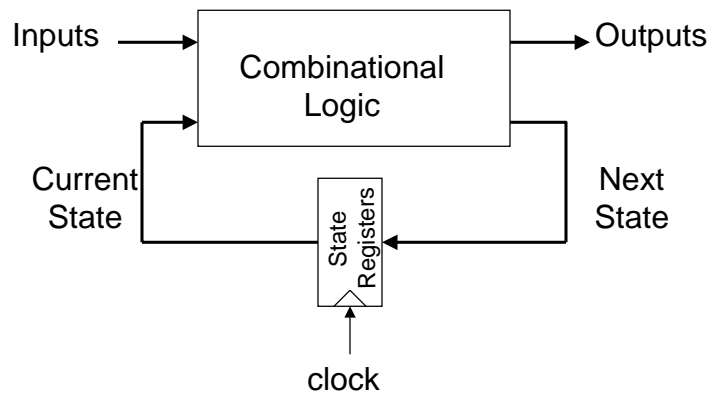 Inputs
Outputs
Combinational
Logic
Current
State
State
Registers
Next
State
clock